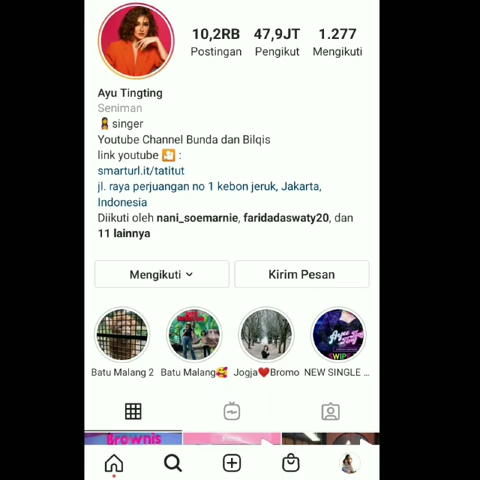 10,2RB 47,9JT 1.277
Postingan Pengikut Mengikuti
Ayu Tingting
Seniman
singer
Youtube Channel Bunda dan Bilqis
link youtube :
smarturl.it/tatitut
jl. raya perjuangan no 1 kebon jeruk, Jakarta,
Indonesia
Diikuti oleh nani_soemarnie, faridadaswaty20, dan
11 lainnya
Mengikuti Kirim Pesan
SWIP
Batu Malang 2 Batu Malang🥰 Jogja❤️Bromo NEW SINGLE ...
Brownis